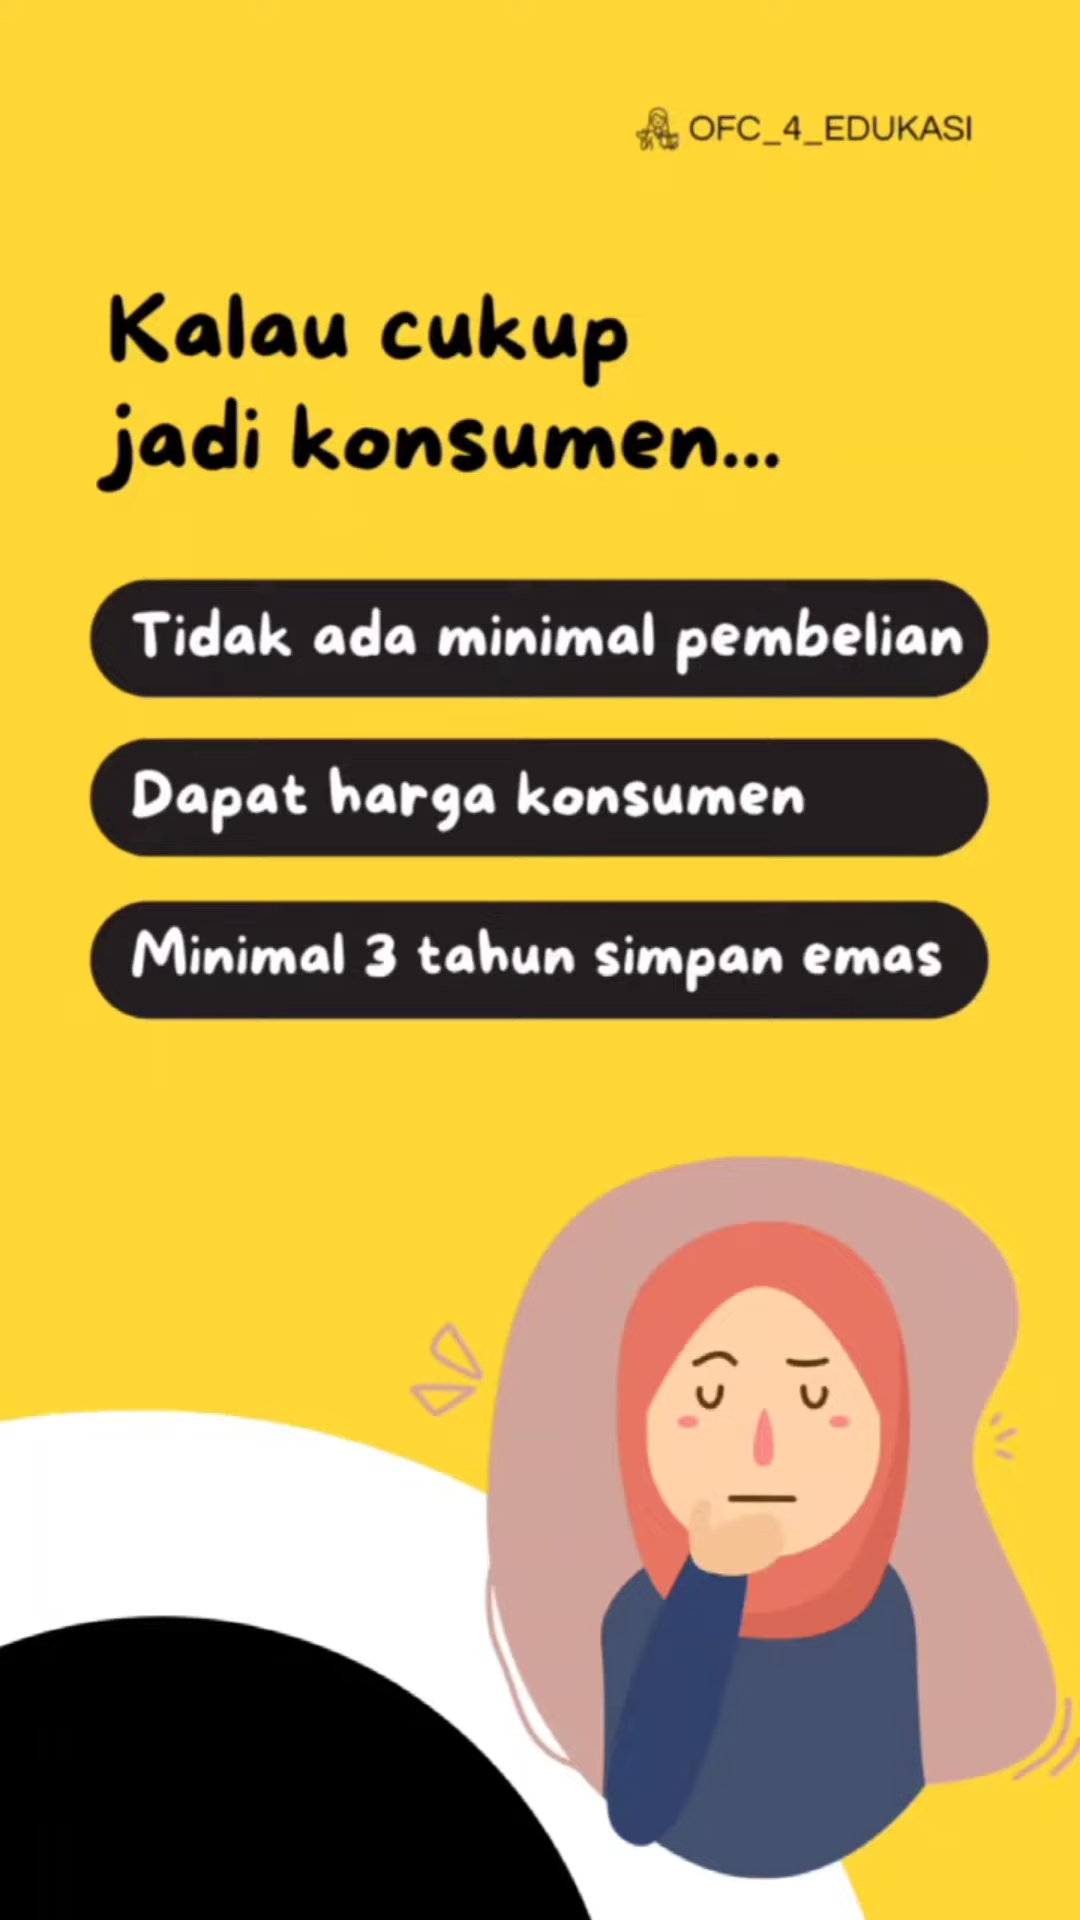 OFC_4_EDUKASI
Kalau cukup
jadi konsumen...
Tidak ada minimal pembelian
Dapat harga konsumen
Minimal 3 tahun simpan emas